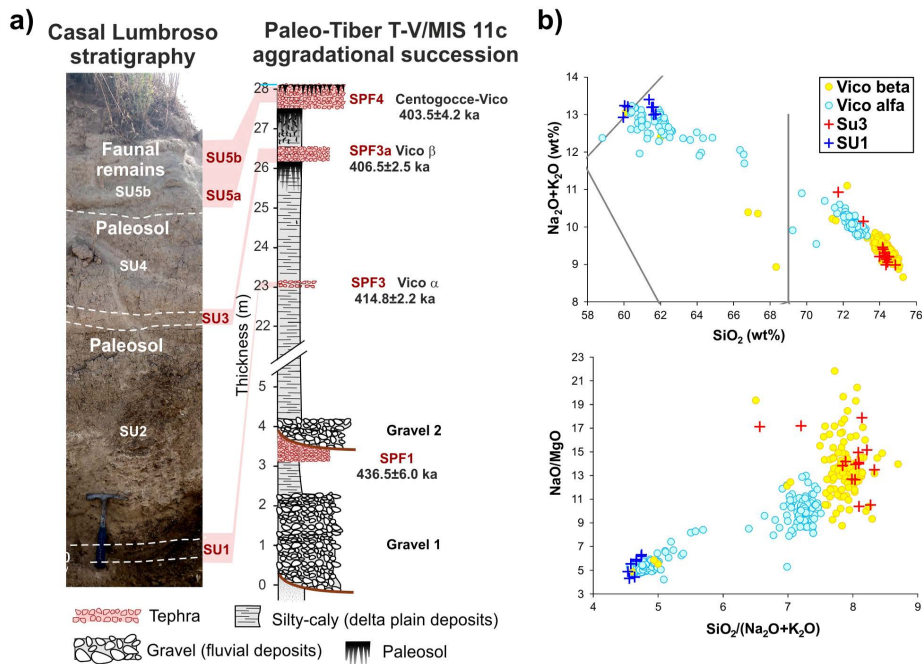 a)
Casal Lumbroso
stratigraphy
Paleo-Tiber T-V/MIS 11c
aggradational succession
Faunal
remains
SU5b
Paleosol
SU4
Paleosol
SU2
SU5b
SU5a
SU3
SU1
Thickness (m)
28
27
26
25
24
23
22
5
4
3
2
1
0
SPF4 Centogocce-Vico
403.5±4.2 ka
SPF3a Vico β
406.5±2.5 ka
SPF3 Vico α
414.8±2.2 ka
Gravel 2
SPF1
436.5±6.0 ka
Gravel 1
Tephra
Silty-caly (delta plain deposits)
Gravel (fluvial deposits)
Paleosol
b)
Vico beta
Vico alfa
Su3
SU1
Na2O+K2O (wt%)
14
13
12
11
10
9
8
58 60 62 64 66 68 70 72 74 76
SiO2 (wt%)
NaO/MgO
23
21
19
17
15
13
11
9
7
5
3
4 5 6 7 8 9
SiO2/(Na2O+K2O)